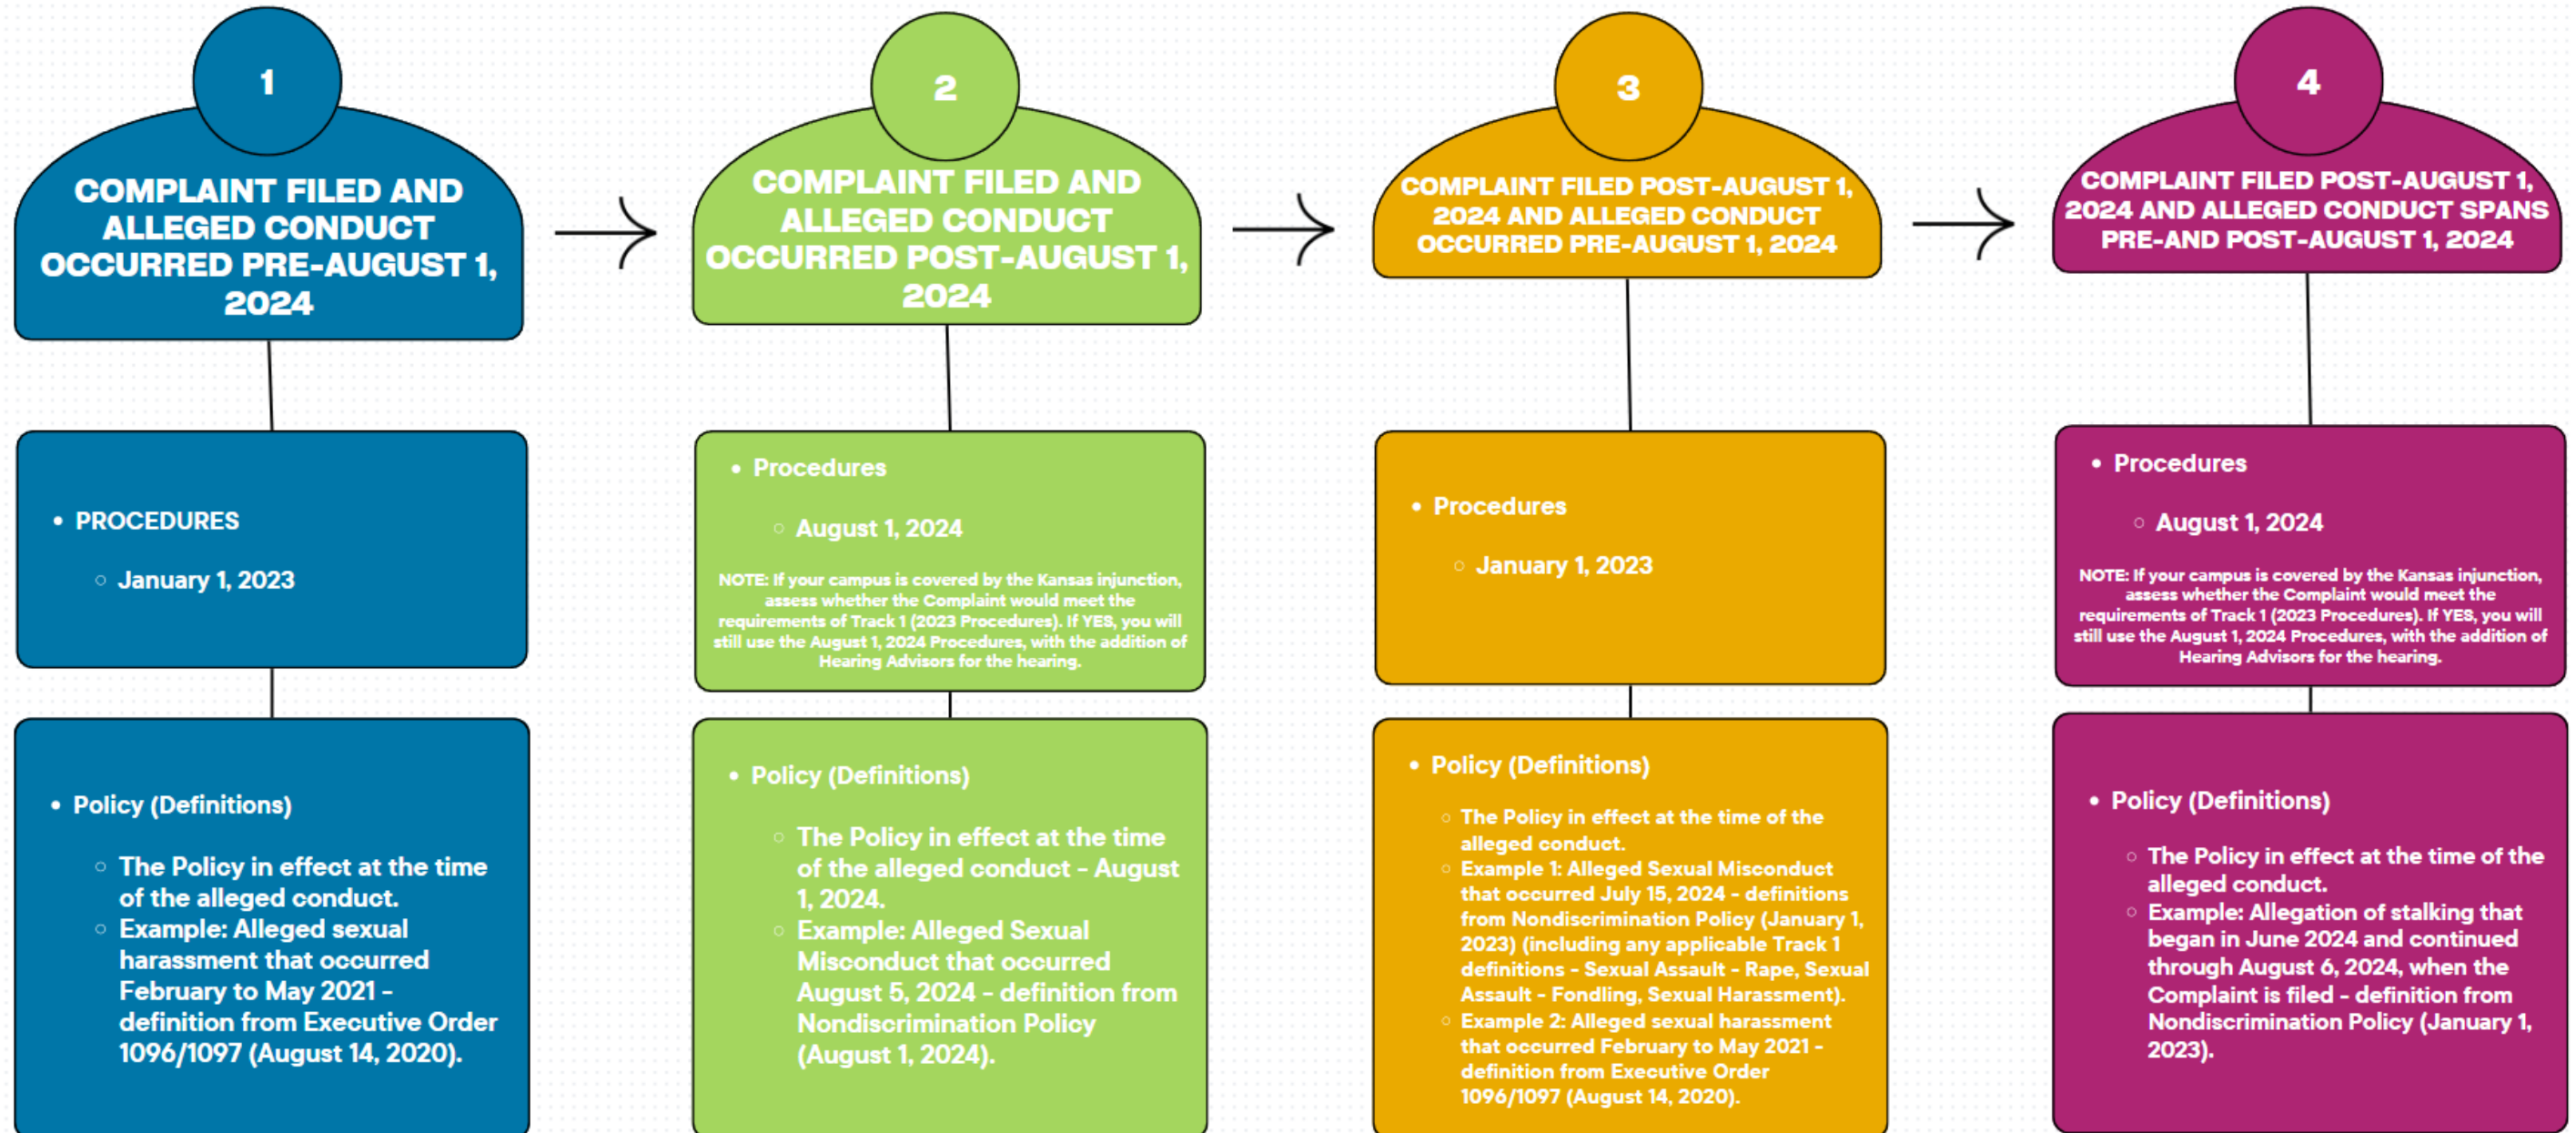 1
COMPLAINT FILED AND
ALLEGED CONDUCT
OCCURRED PRE-AUGUST 1,
2024
• PROCEDURES
○ January 1, 2023
• Policy (Definitions)
○ The Policy in effect at the time
of the alleged conduct.
○ Example: Alleged sexual
harassment that occurred
February to May 2021 -
definition from Executive Order
1096/1097 (August 14, 2020).
2
COMPLAINT FILED AND
ALLEGED CONDUCT
OCCURRED POST-AUGUST 1,
2024
• Procedures
○ August 1, 2024
NOTE: If your campus is covered by the Kansas injunction,
assess whether the Complaint would meet the
requirements of Track 1 (2023 Procedures). If YES, you will
still use the August 1, 2024 Procedures, with the addition of
Hearing Advisors for the hearing.
• Policy (Definitions)
○ The Policy in effect at the time
of the alleged conduct - August
1, 2024.
○ Example: Alleged Sexual
Misconduct that occurred
August 5, 2024 - definition from
Nondiscrimination Policy
(August 1, 2024).
3
COMPLAINT FILED POST-AUGUST 1,
2024 AND ALLEGED CONDUCT
OCCURRED PRE-AUGUST 1, 2024
• Procedures
○ January 1, 2023
• Policy (Definitions)
○ The Policy in effect at the time of the
alleged conduct.
○ Example 1: Alleged Sexual Misconduct
that occurred July 15, 2024 - definitions
from Nondiscrimination Policy (January 1,
2023) (including any applicable Track 1
definitions - Sexual Assault - Rape, Sexual
Assault - Fondling, Sexual Harassment).
○ Example 2: Alleged sexual harassment
that occurred February to May 2021 -
definition from Executive Order
1096/1097 (August 14, 2020).
4
COMPLAINT FILED POST-AUGUST 1,
2024 AND ALLEGED CONDUCT SPANS
PRE-AND POST-AUGUST 1, 2024
• Procedures
○ August 1, 2024
NOTE: If your campus is covered by the Kansas injunction,
assess whether the Complaint would meet the
requirements of Track 1 (2023 Procedures). If YES, you will
still use the August 1, 2024 Procedures, with the addition of
Hearing Advisors for the hearing.
• Policy (Definitions)
○ The Policy in effect at the time of the
alleged conduct.
○ Example: Allegation of stalking that
began in June 2024 and continued
through August 6, 2024, when the
Complaint is filed - definition from
Nondiscrimination Policy (January 1,
2023).